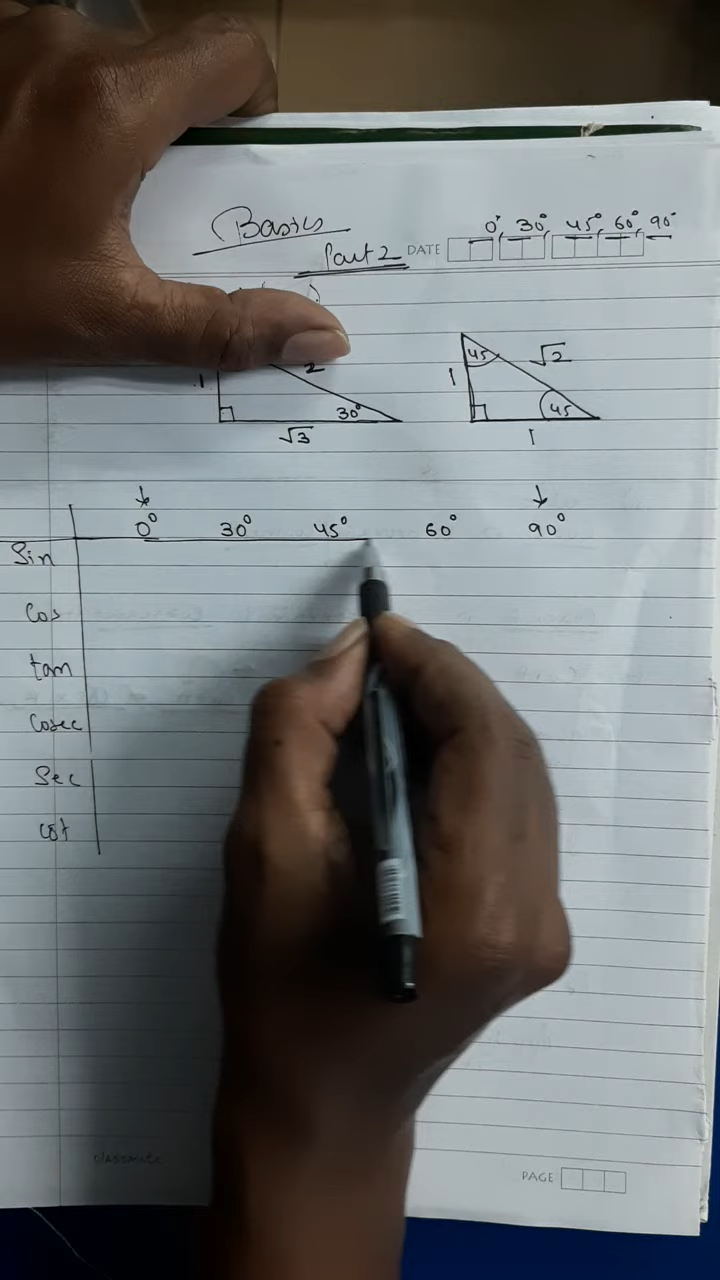 Basics
0°, 30°, 45°, 60°, 90°
Part 2 DATE
45 √2
1 2 1
30° 45
√3 1
0° 30° 45° 60° 90°
Sin
Cos
tan
Cosec
Sec
cot
classmate
PAGE